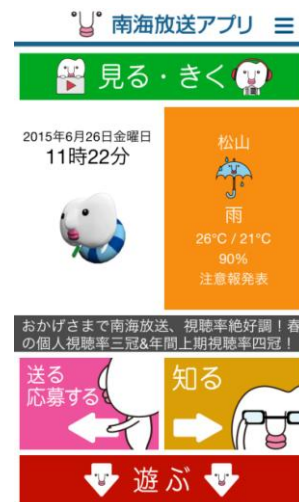 南海放送アプリ
見る・きく
2015年6月26日金曜日
11時22分
松山
雨
26°C / 21°C
90%
注意報発表
おかげさまで南海放送、視聴率絶好調！春
の個人視聴率三冠&年間上期視聴率四冠！
送る
応募する
知る
遊ぶ